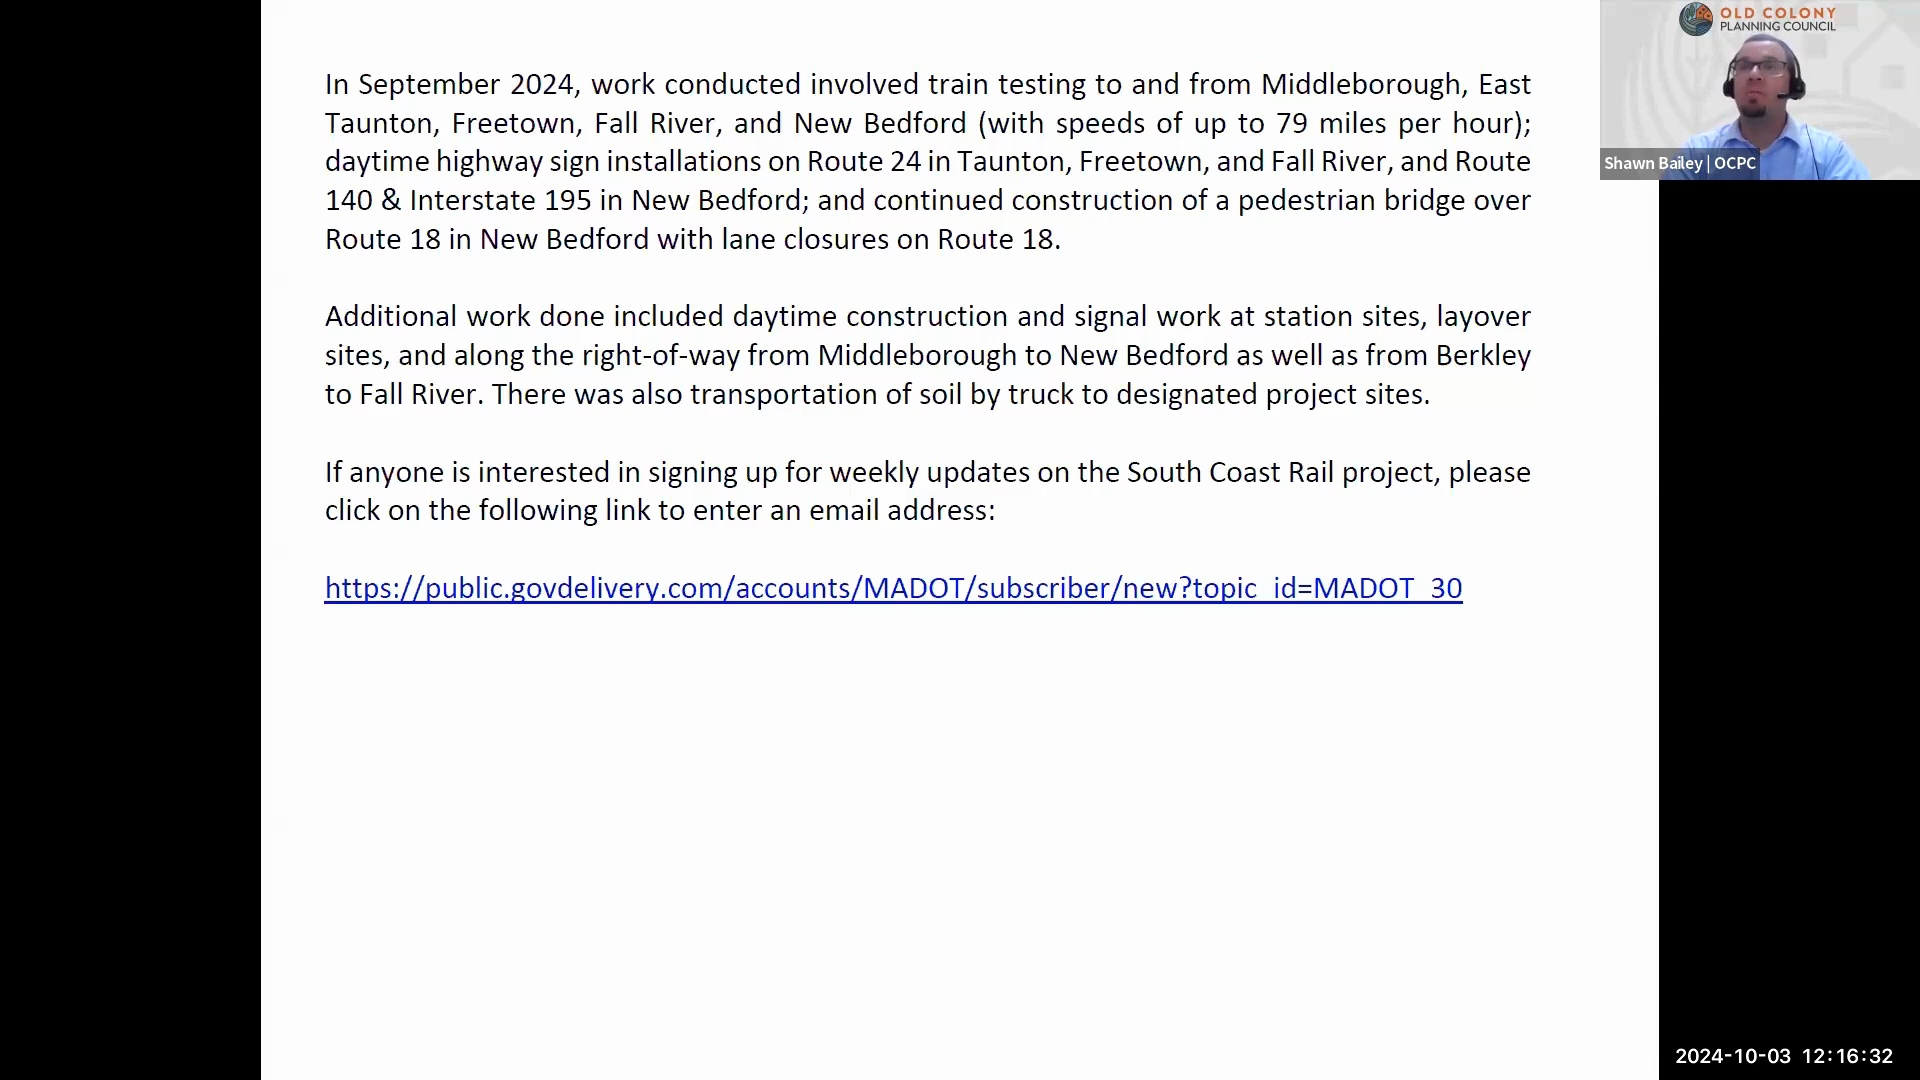 OLD COLONY
PLANNING COUNCIL
Shawn Bailey | OCPC
In September 2024, work conducted involved train testing to and from Middleborough, East
Taunton, Freetown, Fall River, and New Bedford (with speeds of up to 79 miles per hour);
daytime highway sign installations on Route 24 in Taunton, Freetown, and Fall River, and Route
140 & Interstate 195 in New Bedford; and continued construction of a pedestrian bridge over
Route 18 in New Bedford with lane closures on Route 18.
Additional work done included daytime construction and signal work at station sites, layover
sites, and along the right-of-way from Middleborough to New Bedford as well as from Berkley
to Fall River. There was also transportation of soil by truck to designated project sites.
If anyone is interested in signing up for weekly updates on the South Coast Rail project, please
click on the following link to enter an email address:
https://public.govdelivery.com/accounts/MADOT/subscriber/new?topic_id=MADOT_30
2024-10-03 12:16:32